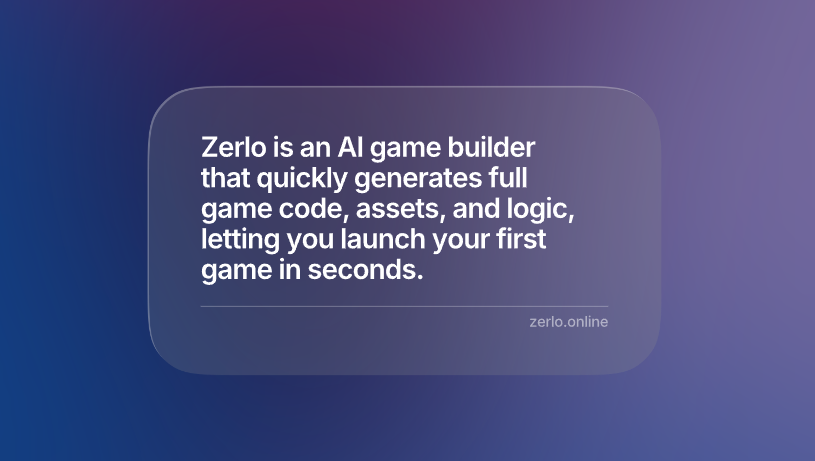 Zerlo is an AI game builder
that quickly generates full
game code, assets, and logic,
letting you launch your first
game in seconds.
zerlo.online